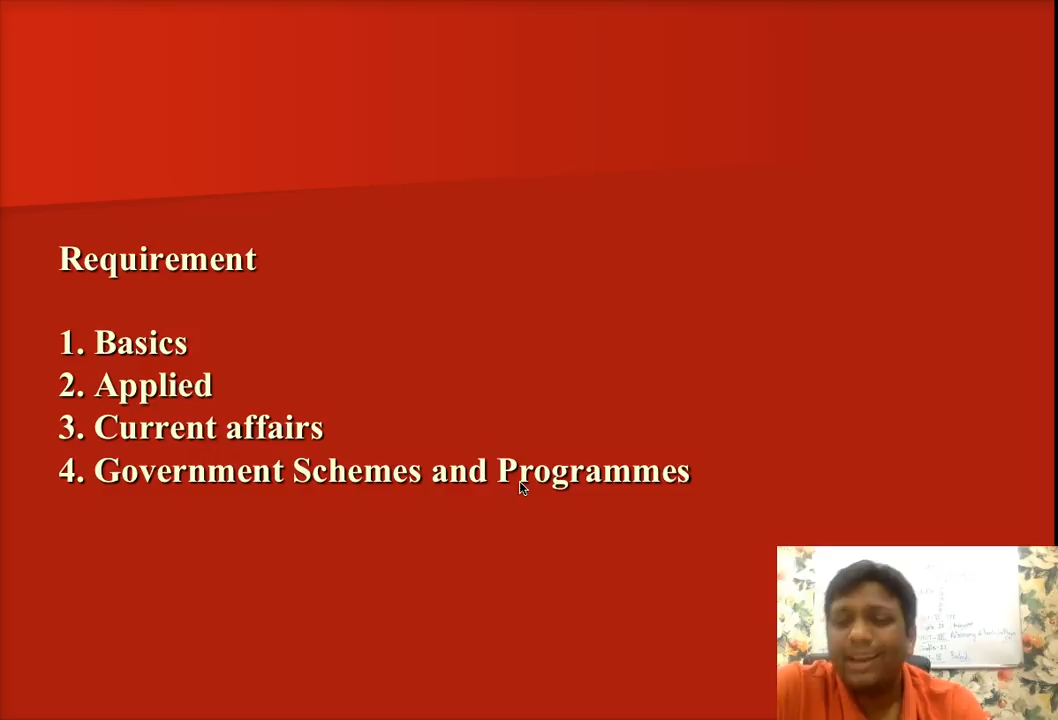 Requirement
1. Basics
2. Applied
3. Current affairs
4. Government Schemes and Programmes